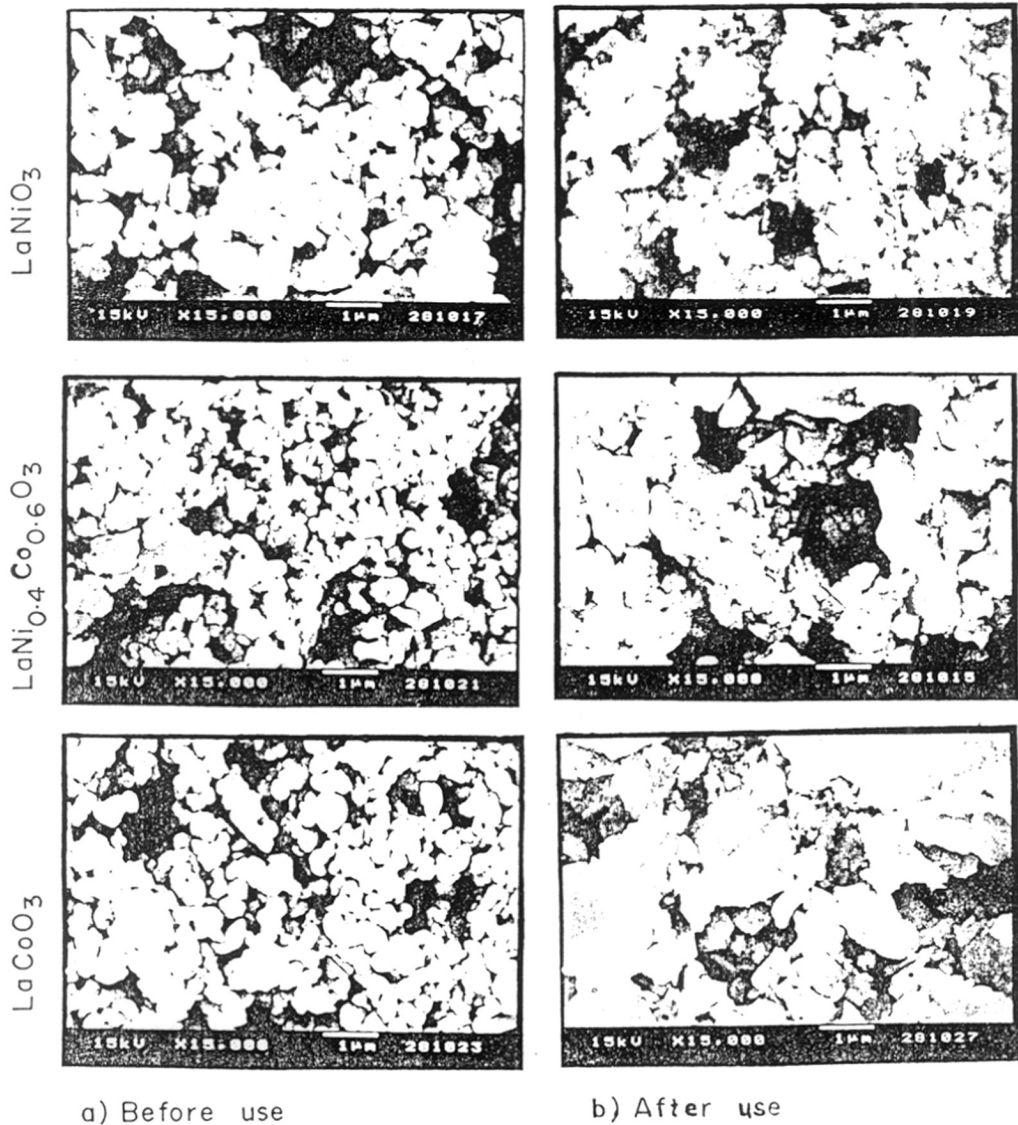 LaNiO3
15kV X15,000 1µm 281017
15kV X15,000 1µm 281019
LaNi0.4Co0.6O3
15kV X15,000 1µm 281021
15kV X15,000 1µm 281015
LaCoO3
15kV X15,000 1µm 281023
15kV X15,000 1µm 281027
a) Before use
b) After use